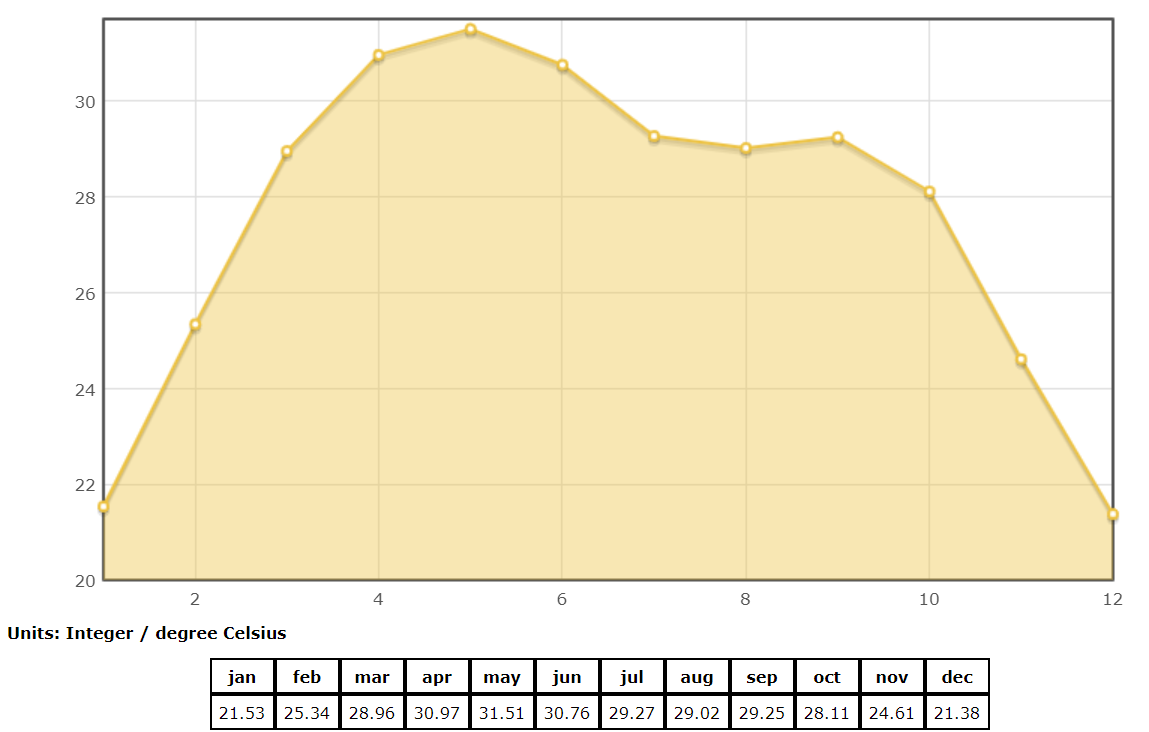 30
28
26
24
22
20
2 4 6 8 10 12
Units: Integer / degree Celsius
jan feb mar apr may jun jul aug sep oct nov dec
21.53 25.34 28.96 30.97 31.51 30.76 29.27 29.02 29.25 28.11 24.61 21.38